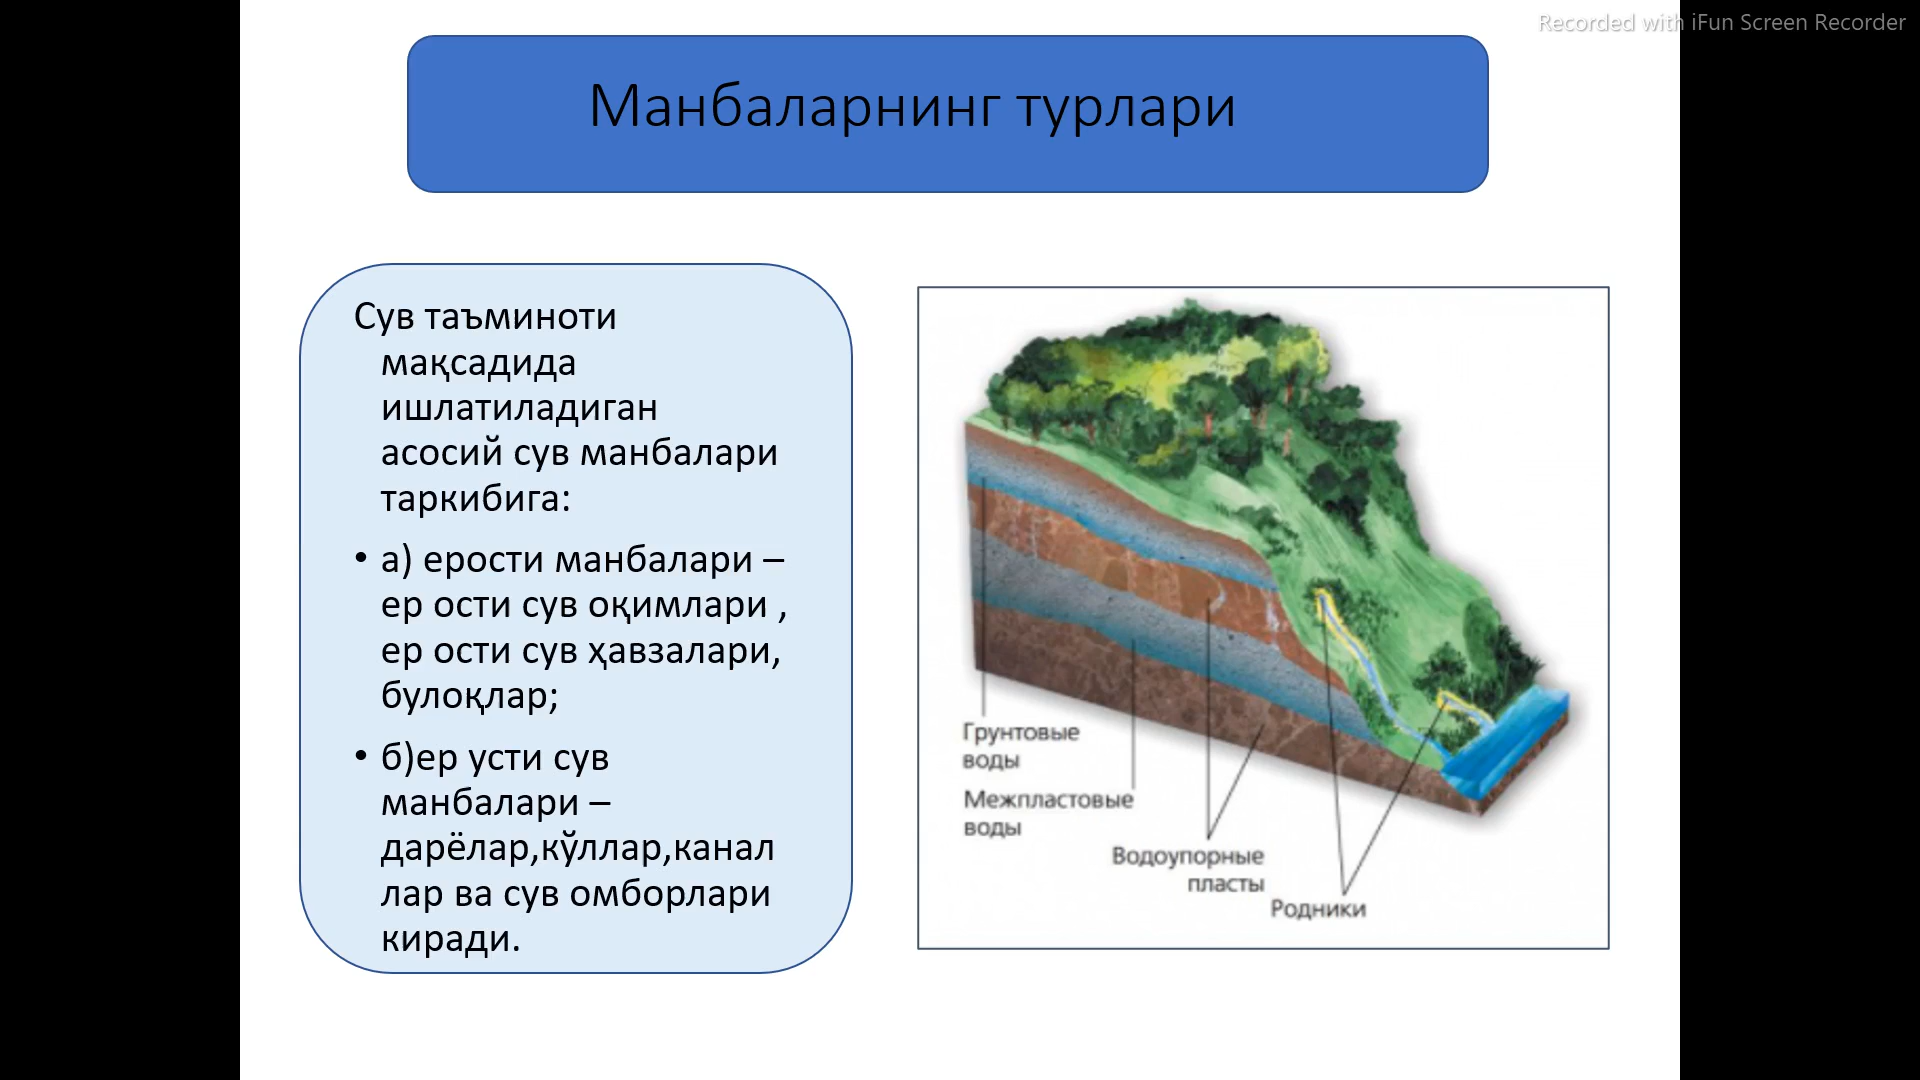 Recorded with iFun Screen Recorder
Манбаларнинг турлари
Сув таъминоти
мақсадида
ишлатиладиган
асосий сув манбалари
таркибига:
• а) ерости манбалари –
ер ости сув оқимлари ,
ер ости сув ҳавзалари,
булоқлар;
• б)ер усти сув
манбалари –
дарёлар,кўллар,канал
лар ва сув омборлари
киради.
Грунтовые
воды
Межпластовые
воды
Водоупорные
пласты
Родники